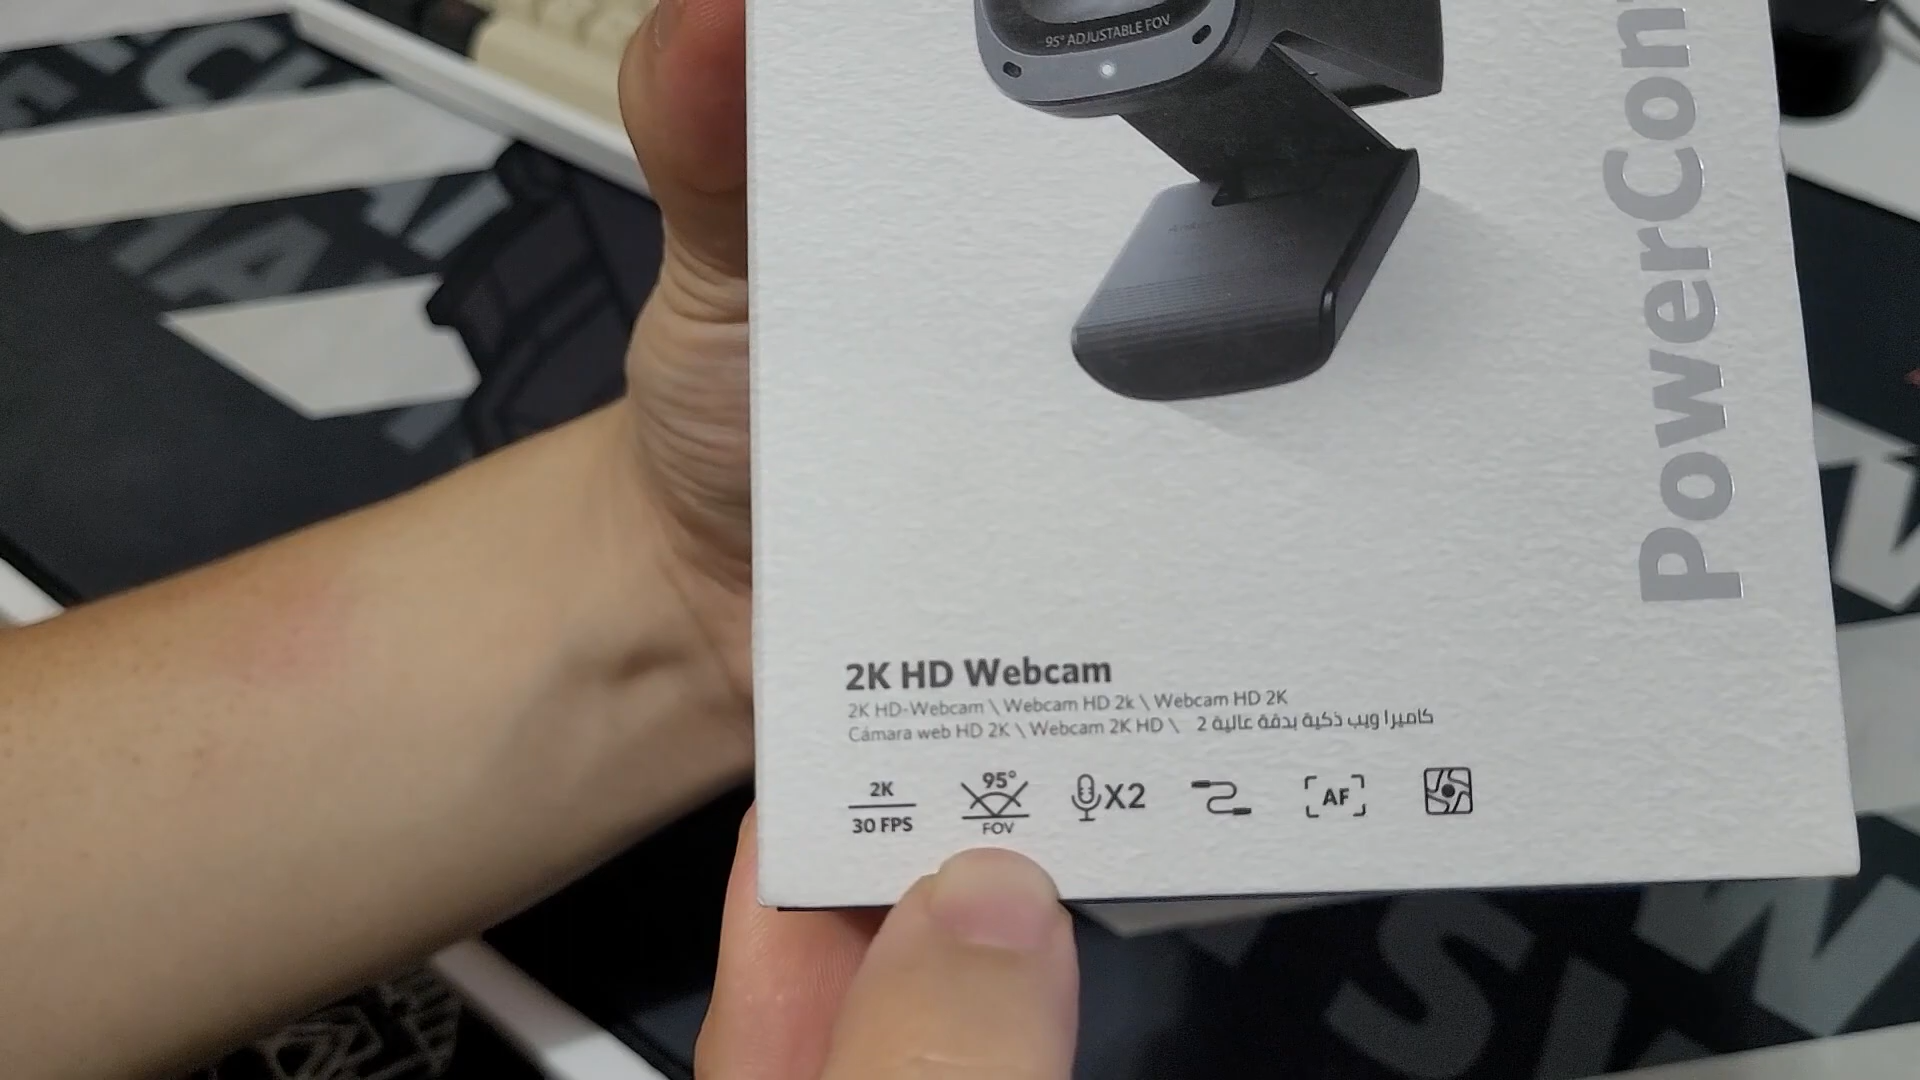 95° ADJUSTABLE FOV
PowerCon
2K HD Webcam
2K HD-Webcam \ Webcam HD 2k \ Webcam HD 2K
Cámara web HD 2K \ Webcam 2K HD \ كاميرا ويب ذكية بدقة عالية 2
2K
30 FPS
95°
FOV
X2
AF